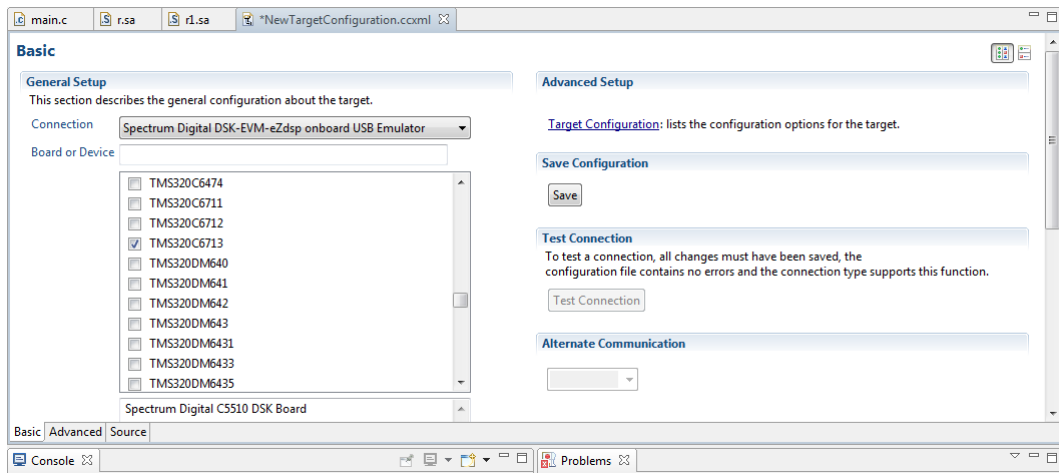 main.c r.sa r1.sa *NewTargetConfiguration.ccxml
Basic
General Setup
This section describes the general configuration about the target.
Connection Spectrum Digital DSK-EVM-eZdsp onboard USB Emulator
Board or Device
TMS320C6474
TMS320C6711
TMS320C6712
TMS320C6713
TMS320DM640
TMS320DM641
TMS320DM642
TMS320DM643
TMS320DM6431
TMS320DM6433
TMS320DM6435
Spectrum Digital C5510 DSK Board
Advanced Setup
Target Configuration: lists the configuration options for the target.
Save Configuration
Save
Test Connection
To test a connection, all changes must have been saved, the
configuration file contains no errors and the connection type supports this function.
Test Connection
Alternate Communication
Basic Advanced Source
Console Problems